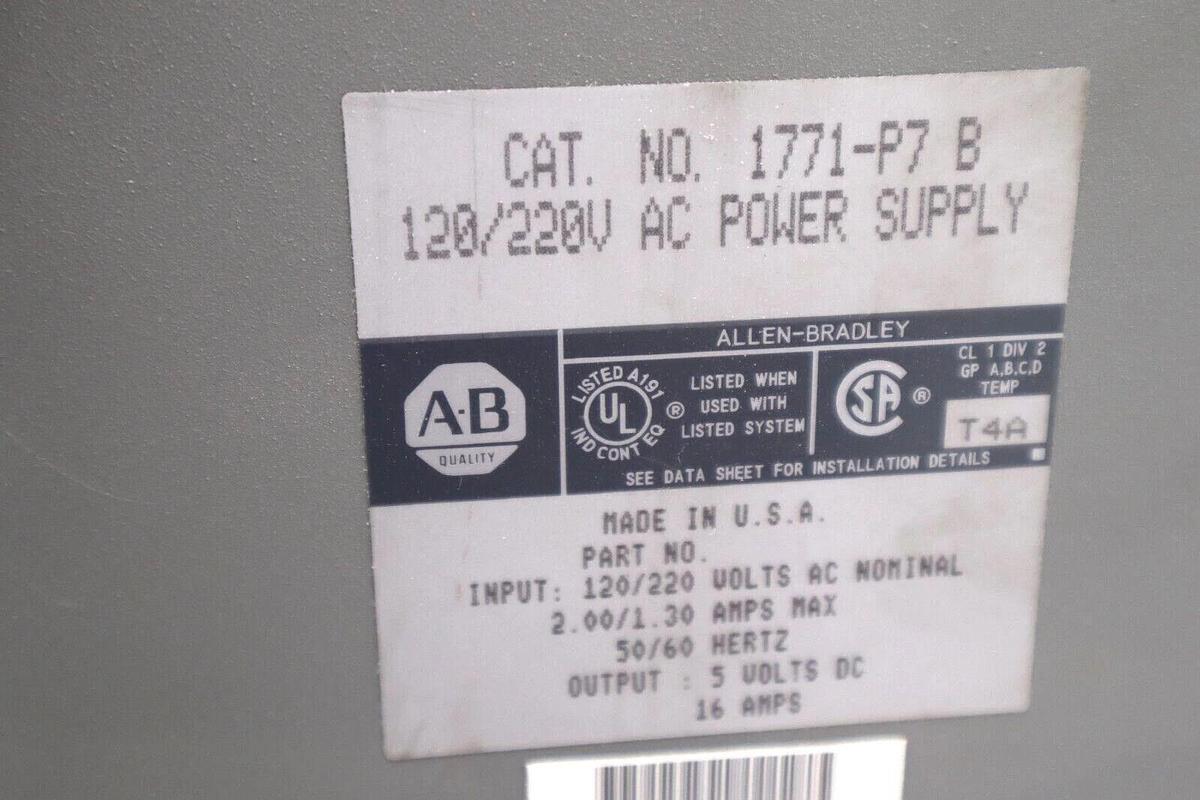 CAT. NO. 1771-P7 B
120/220V AC POWER SUPPLY
ALLEN-BRADLEY
A-B
QUALITY
LISTED A191
UL ®
IND CONT EQ
LISTED WHEN
USED WITH
LISTED SYSTEM
SA ®
CL 1 DIV 2
GP A,B,C,D
TEMP
T4A
SEE DATA SHEET FOR INSTALLATION DETAILS
MADE IN U.S.A.
PART NO.
INPUT: 120/220 VOLTS AC NOMINAL
2.00/1.30 AMPS MAX
50/60 HERTZ
OUTPUT : 5 VOLTS DC
16 AMPS